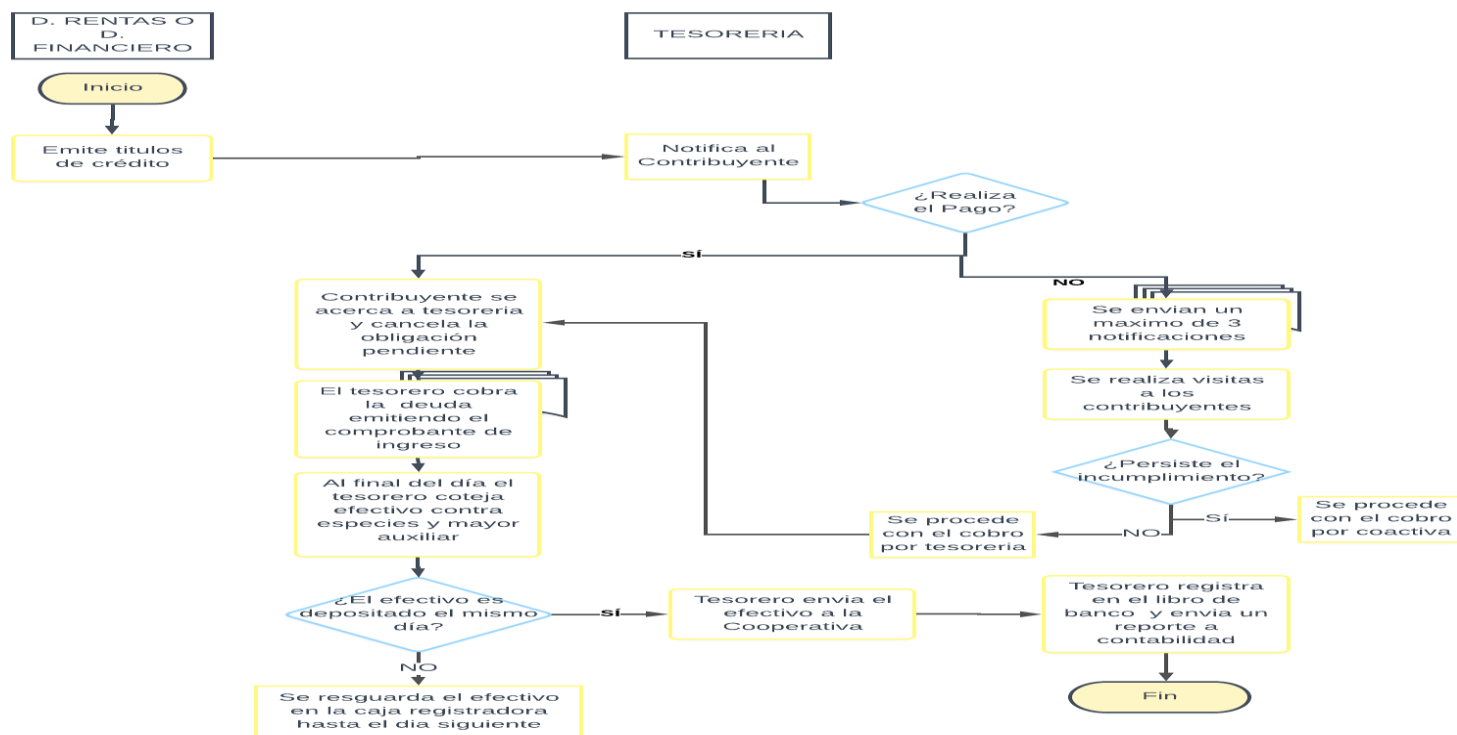 D. RENTAS O
D.
FINANCIERO
TESORERIA
Inicio
Emite titulos
de crédito
Notifica al
Contribuyente
¿Realiza
el Pago?
SÍ
NO
Contribuyente se
acerca a tesoreria
y cancela la
obligación
pendiente
Se envian un
maximo de 3
notificaciones
El tesorero cobra
la deuda
emitiendo el
comprobante de
ingreso
Se realiza visitas
a los
contribuyentes
¿Persiste el
incumplimiento?
Al final del día el
tesorero coteja
efectivo contra
especies y mayor
auxiliar
Se procede
con el cobro
por tesoreria
NO
Sí
Se procede
con el cobro
por coactiva
¿El efectivo es
depositado el mismo
día?
SÍ
Tesorero envia el
efectivo a la
Cooperativa
Tesorero registra
en el libro de
banco y envia un
reporte a
contabilidad
NO
Se resguarda el efectivo
en la caja registradora
hasta el dia siguiente
Fin